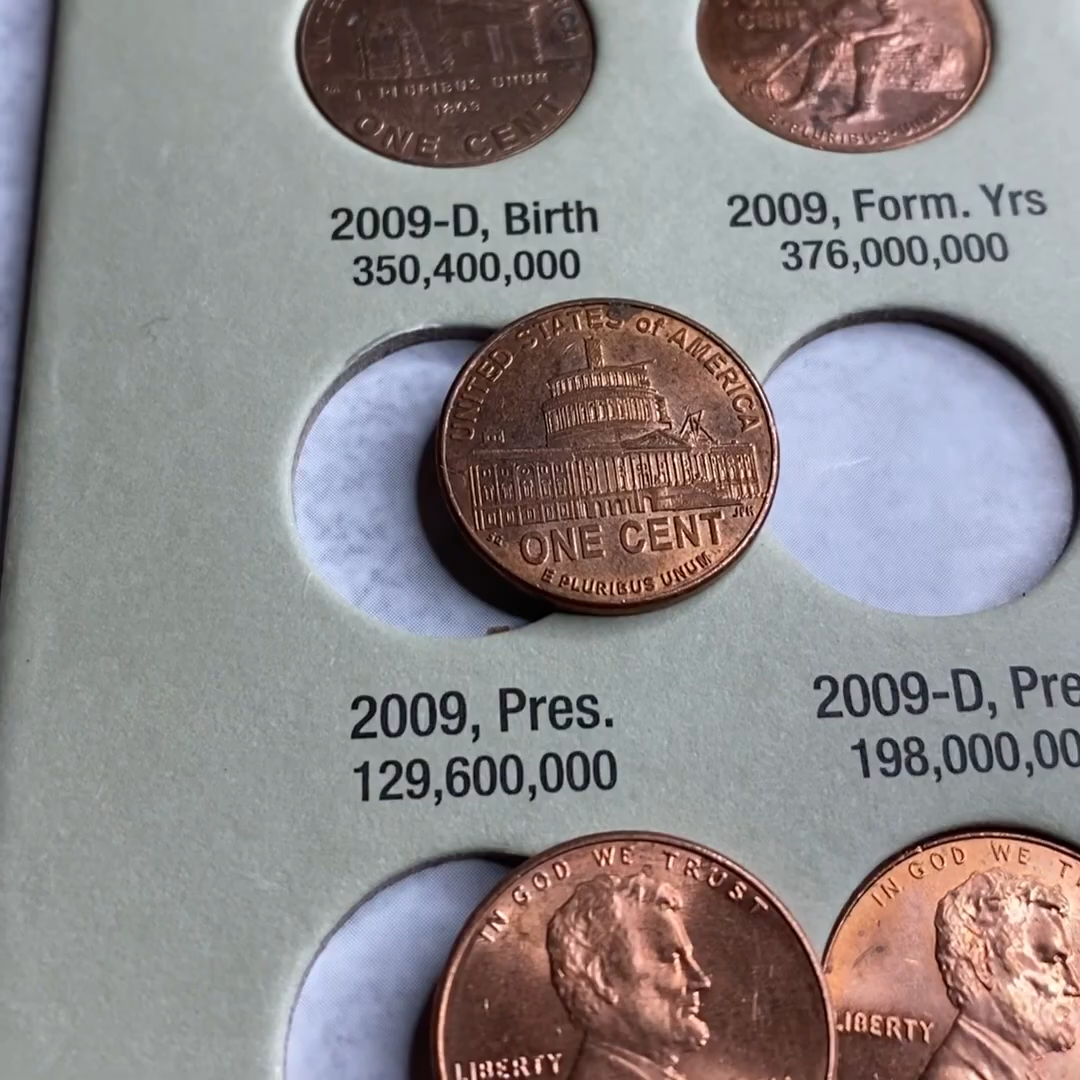 E PLURIBUS UNUM
1809
ONE CENT
ONE
CENT
E PLURIBUS UNUM
2009-D, Birth
350,400,000
2009, Form. Yrs
376,000,000
UNITED STATES of AMERICA
ONE CENT
E PLURIBUS UNUM
2009, Pres.
129,600,000
2009-D, Pre
198,000,00
IN GOD WE TRUST
LIBERTY
IN GOD WE T
LIBERTY